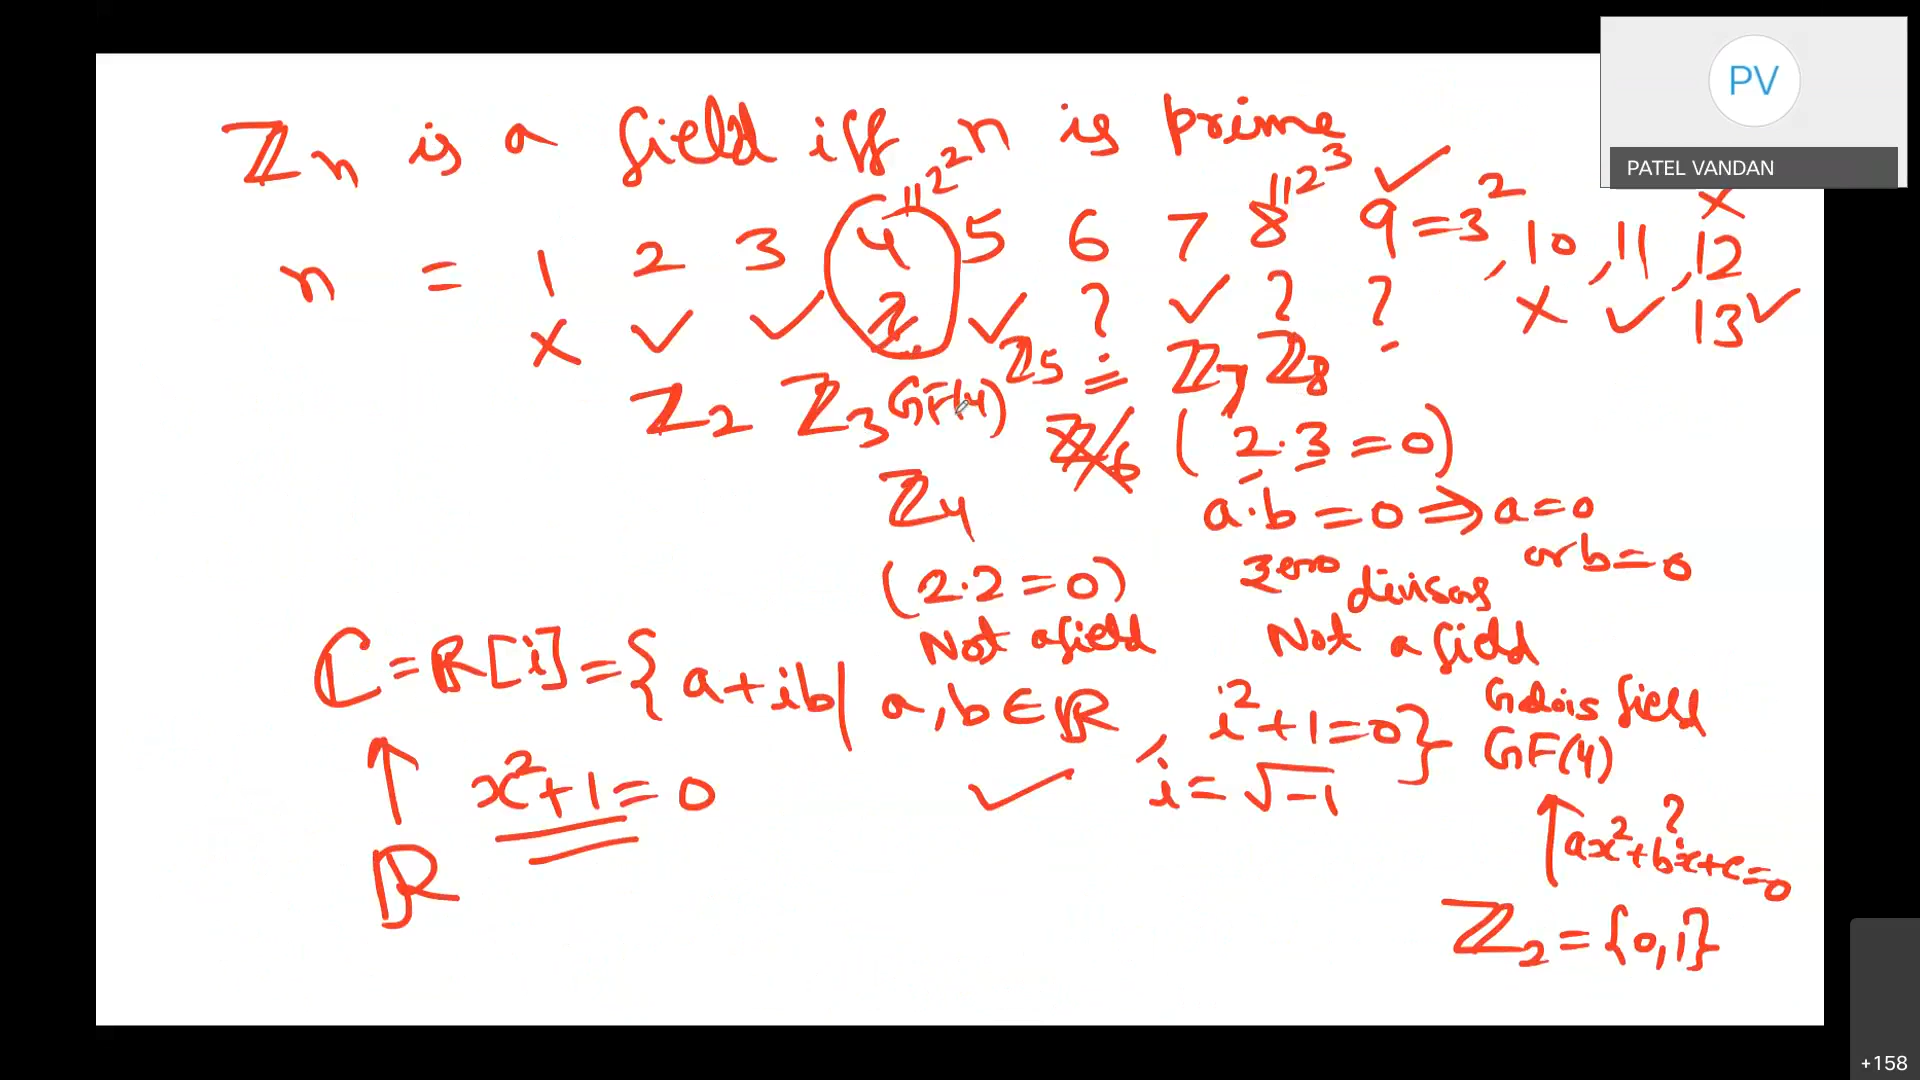 PV
PATEL VANDAN
ℤn is a field iff n is prime
n = 1 2 3 4 =2² 5 6 7 8 =2³ 9 = 3², 10, 11, 12
× ✓ ✓ ? ✓ ? ✓ ? ? × ✓ 13 ✓ × ✓
ℤ2 ℤ3 GF(4) ℤ5 ℤ6 ℤ7 ℤ8
(2·3 = 0)
ℤ4
a·b = 0 ⇒ a = 0
or b = 0
(2·2 = 0)
zero divisors
Not a field
Not a field
ℂ = ℝ[i] = {a+ib | a, b ∈ ℝ, i²+1=0}
i = √-1
Galois field
GF(4)
↑ x²+1 = 0 ✓
ℝ
↑ ?
ax²+bx+c=0
ℤ2 = {0,1}
+158